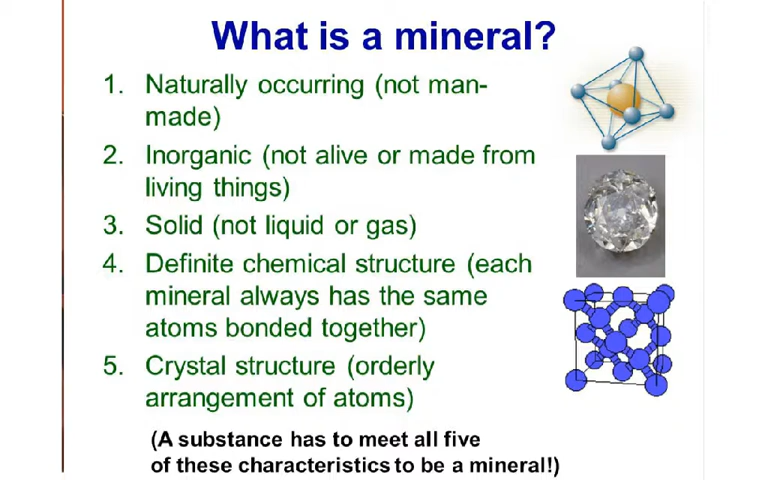 What is a mineral?
1. Naturally occurring (not man-
made)
2. Inorganic (not alive or made from
living things)
3. Solid (not liquid or gas)
4. Definite chemical structure (each
mineral always has the same
atoms bonded together)
5. Crystal structure (orderly
arrangement of atoms)
(A substance has to meet all five
of these characteristics to be a mineral!)